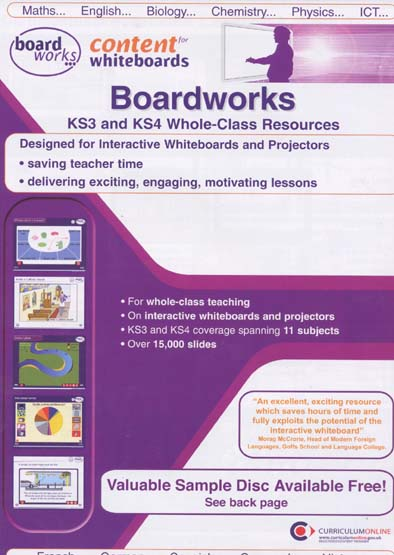 Maths... English... Biology... Chemistry... Physics... ICT...
board
works
content for
whiteboards
Boardworks
KS3 and KS4 Whole-Class Resources
Designed for Interactive Whiteboards and Projectors
• saving teacher time
• delivering exciting, engaging, motivating lessons
• For whole-class teaching
• On interactive whiteboards and projectors
• KS3 and KS4 coverage spanning 11 subjects
• Over 15,000 slides
“An excellent, exciting resource
which saves hours of time and
fully exploits the potential of the
interactive whiteboard”
Morag McCrorie, Head of Modern Foreign
Languages, Goffs School and Language College.
Valuable Sample Disc Available Free!
See back page
CURRICULUMONLINE
www.curriculumonline.gov.uk